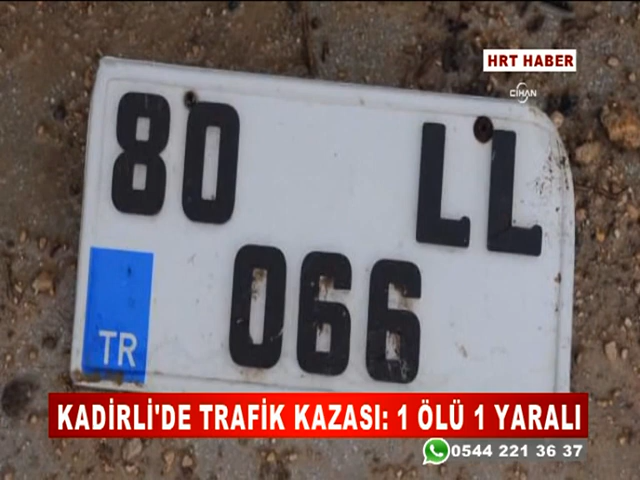 HRT HABER
CİHAN
80 LL
066
TR
KADİRLİ'DE TRAFİK KAZASI: 1 ÖLÜ 1 YARALI
0544 221 36 37